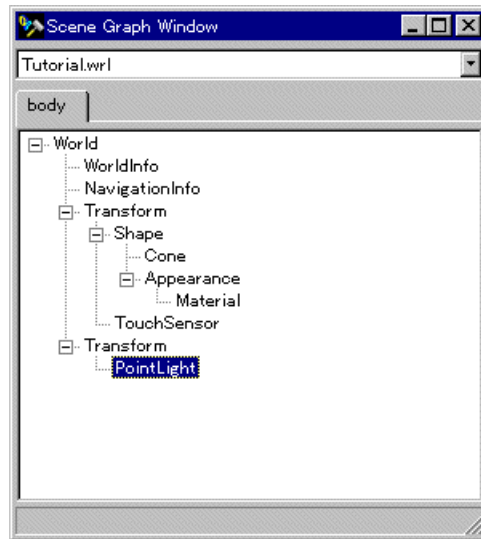 Scene Graph Window
Tutorial.wrl
body
World
WorldInfo
NavigationInfo
Transform
Shape
Cone
Appearance
Material
TouchSensor
Transform
PointLight